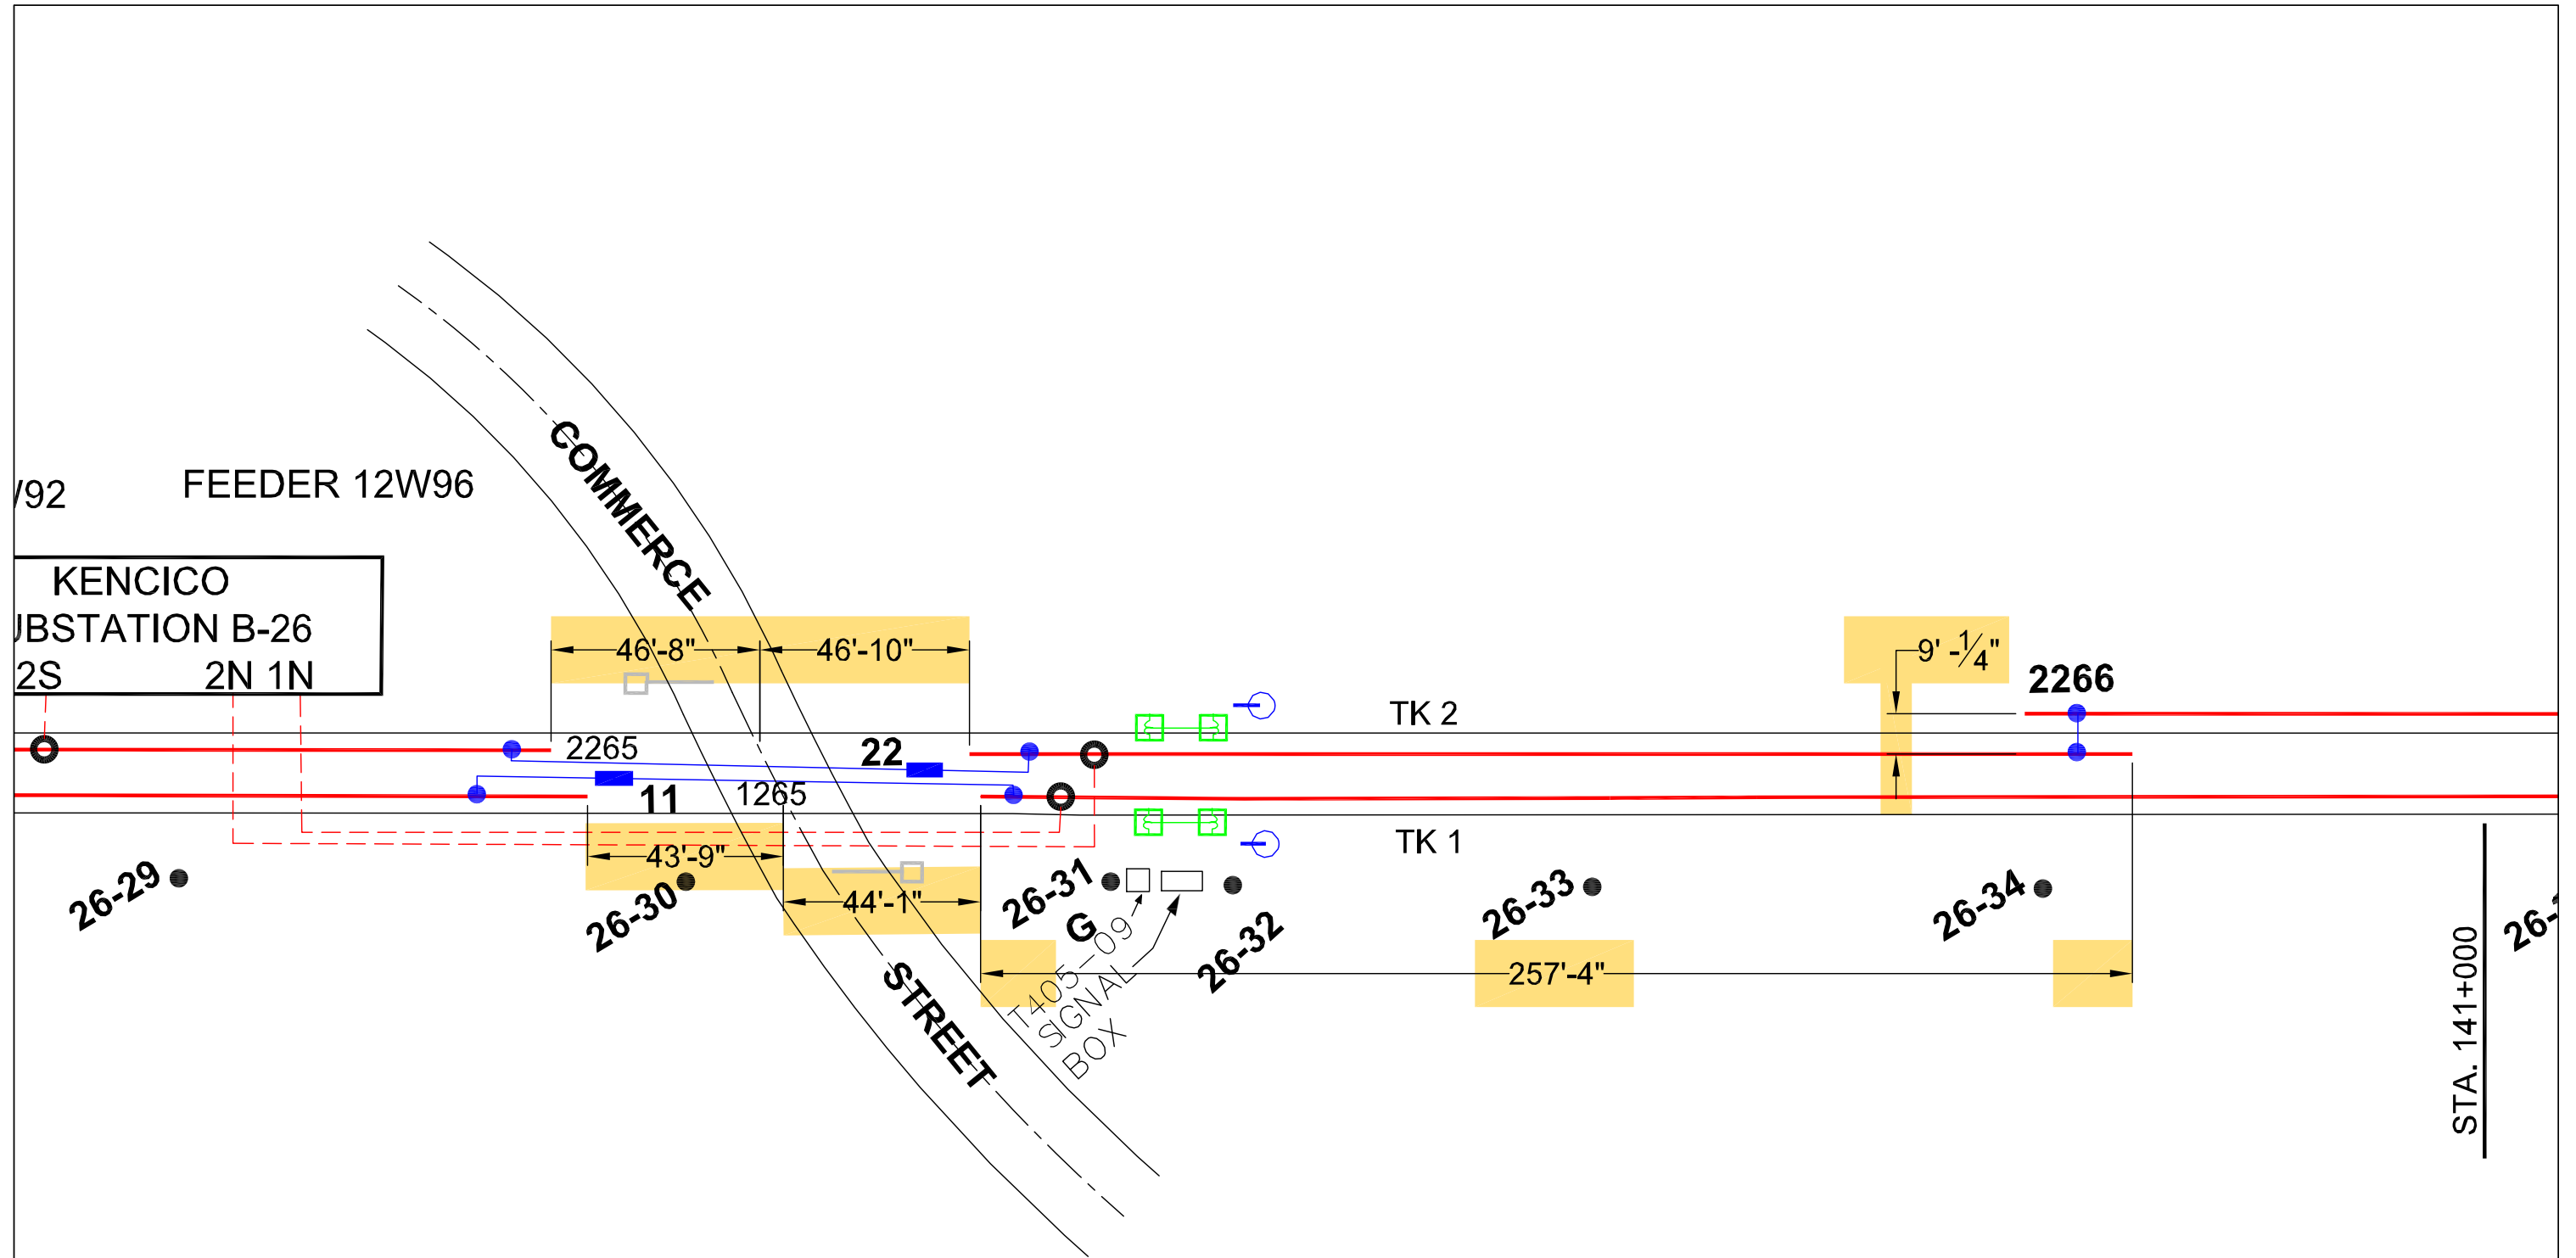 /92
FEEDER 12W96
COMMERCE
KENCICO
UBSTATION B-26
2S 2N 1N
46'-8" 46'-10"
9' -1/4"
2266
TK 2
2265
22
11
1265
43'-9"
TK 1
44'-1"
26-29
26-30
26-31
G
26-32
26-33
26-34
26-
T405-09
SIGNAL
BOX
257'-4"
STREET
STA. 141+000